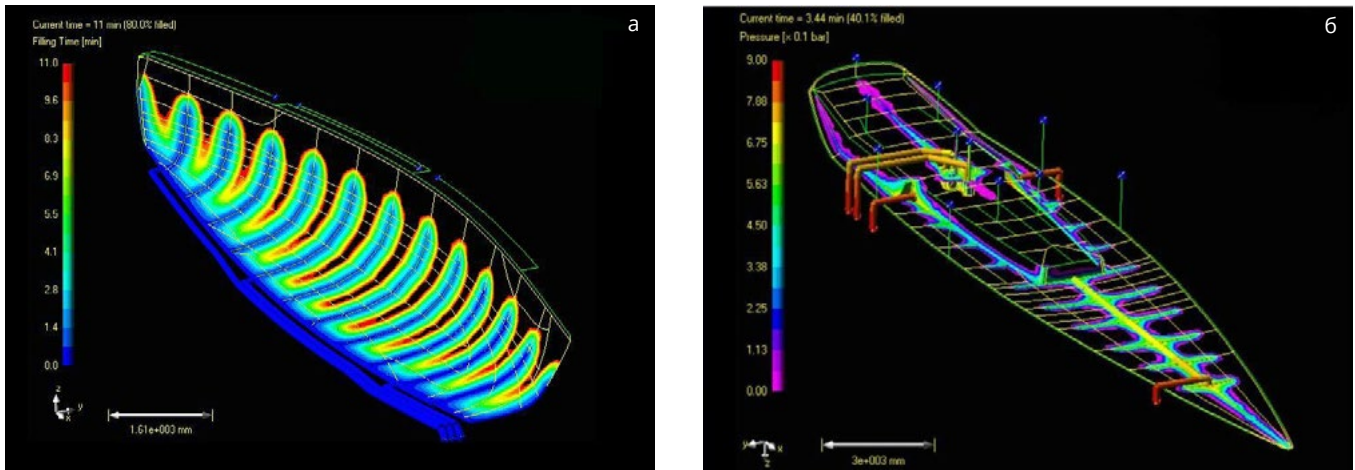 Current time = 11 min (80.0% filled)
Filling Time [min]
а
11.0
9.6
8.3
6.9
5.5
4.1
2.8
1.4
0.0
z
y
x
1.61e+003 mm
Current time = 3.44 min (40.1% filled)
Pressure [× 0.1 bar]
б
9.00
7.88
6.75
5.63
4.50
3.38
2.25
1.13
0.00
y
x
z
3e+003 mm